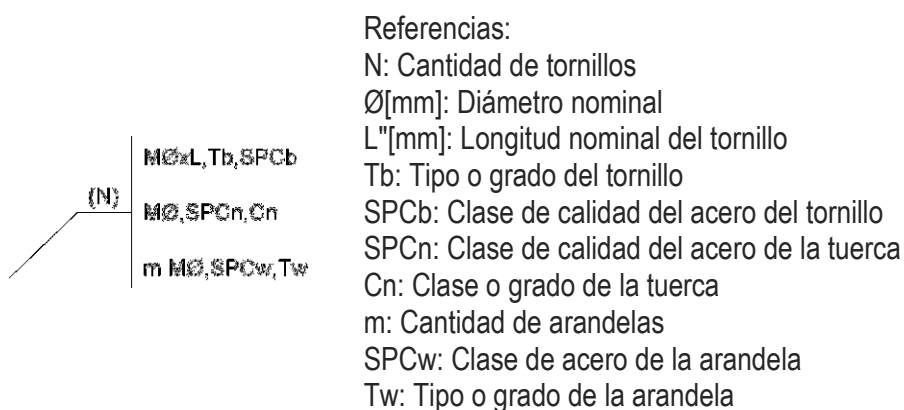 Referencias:
N: Cantidad de tornillos
Ø[mm]: Diámetro nominal
L"[mm]: Longitud nominal del tornillo
Tb: Tipo o grado del tornillo
SPCb: Clase de calidad del acero del tornillo
SPCn: Clase de calidad del acero de la tuerca
Cn: Clase o grado de la tuerca
m: Cantidad de arandelas
SPCw: Clase de acero de la arandela
Tw: Tipo o grado de la arandela
(N)
MØxL,Tb,SPCb
MØ,SPCn,Cn
m MØ,SPCw,Tw